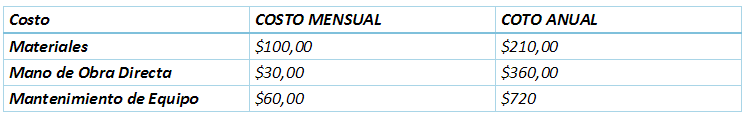 Costo COSTO MENSUAL COTO ANUAL
Materiales $100,00 $210,00
Mano de Obra Directa $30,00 $360,00
Mantenimiento de Equipo $60,00 $720